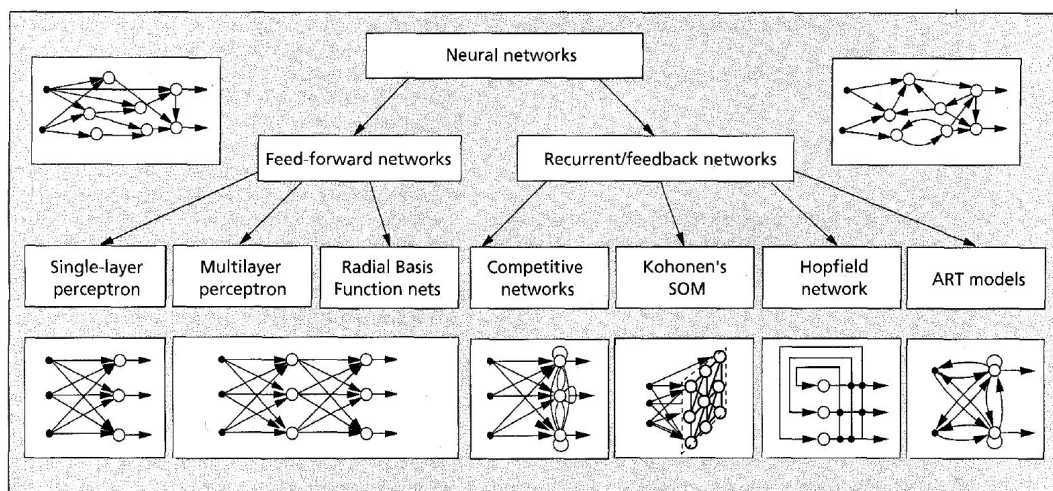 Neural networks
Feed-forward networks
Recurrent/feedback networks
Single-layer
perceptron
Multilayer
perceptron
Radial Basis
Function nets
Competitive
networks
Kohonen's
SOM
Hopfield
network
ART models